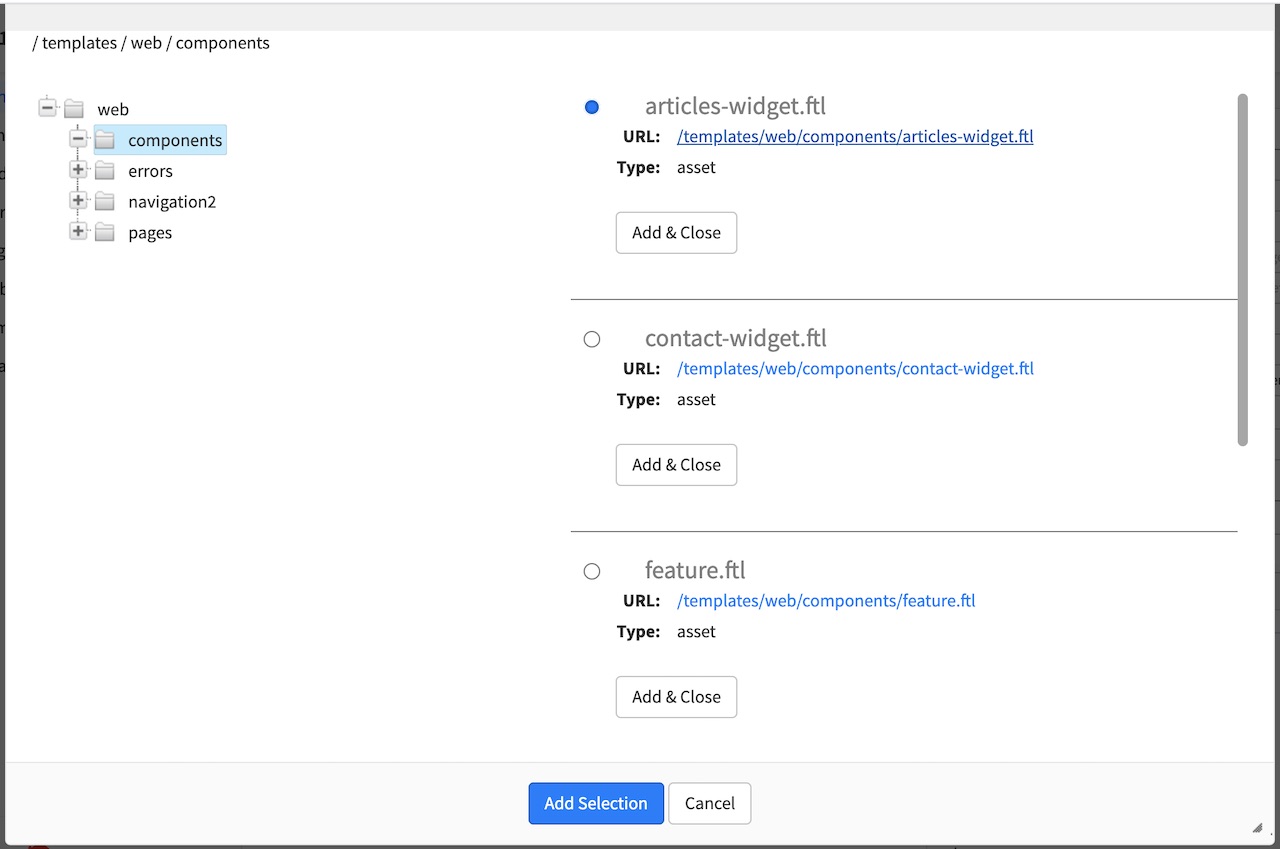 / templates / web / components
web
components
errors
navigation2
pages
articles-widget.ftl
URL: /templates/web/components/articles-widget.ftl
Type: asset
Add & Close
contact-widget.ftl
URL: /templates/web/components/contact-widget.ftl
Type: asset
Add & Close
feature.ftl
URL: /templates/web/components/feature.ftl
Type: asset
Add & Close
Add Selection Cancel